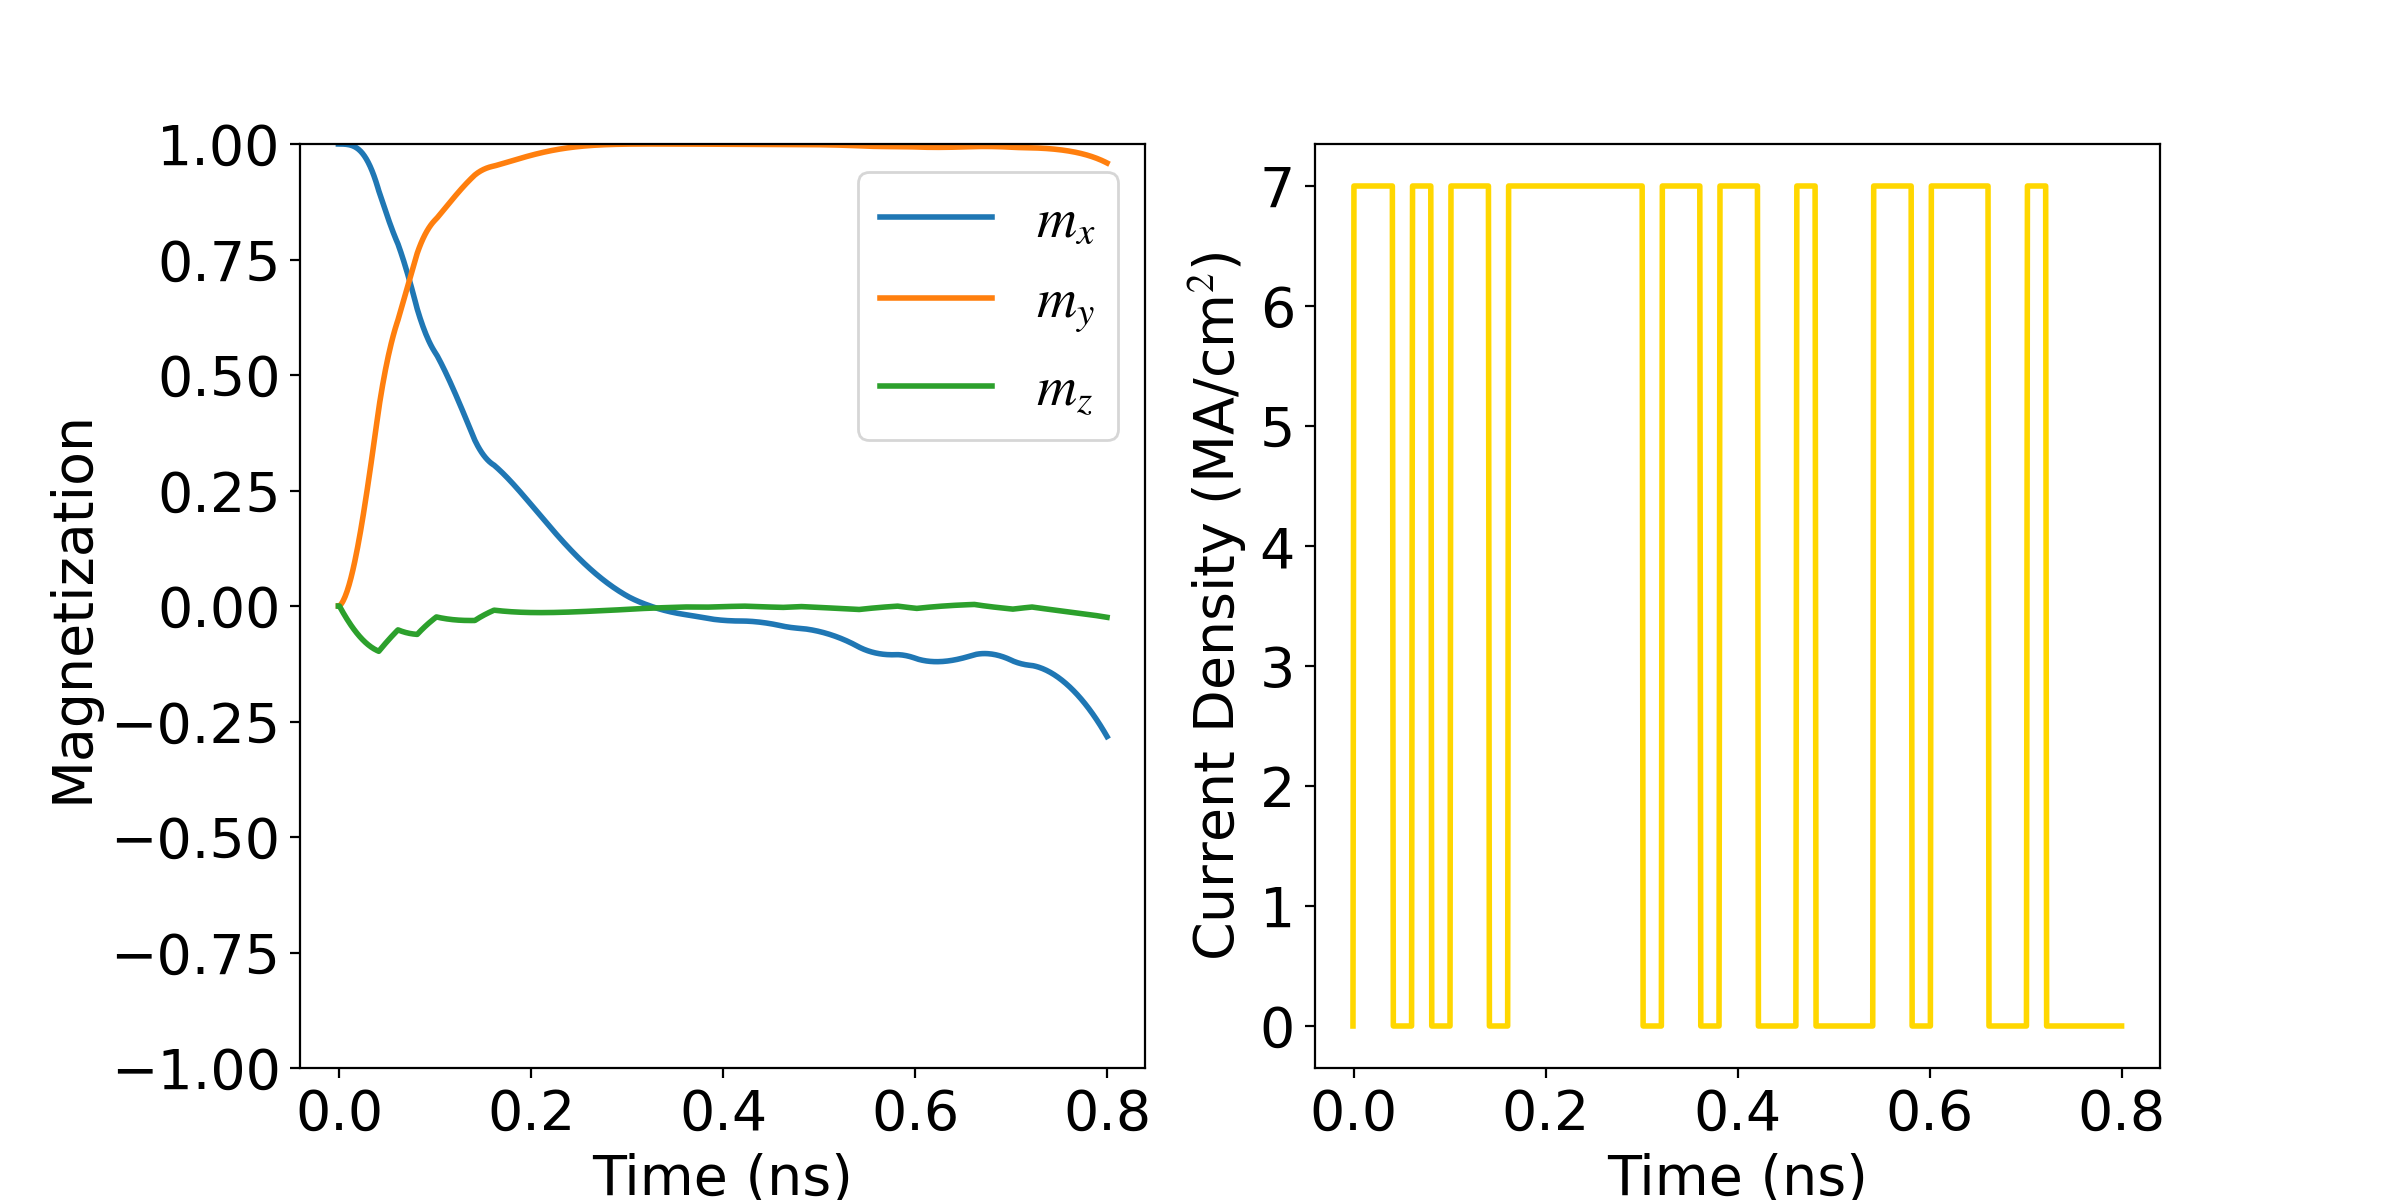 Magnetization
1.00
0.75
0.50
0.25
0.00
−0.25
−0.50
−0.75
−1.00
0.0 0.2 0.4 0.6 0.8
Time (ns)
m_x
m_y
m_z
Current Density (MA/cm²)
7
6
5
4
3
2
1
0
0.0 0.2 0.4 0.6 0.8
Time (ns)